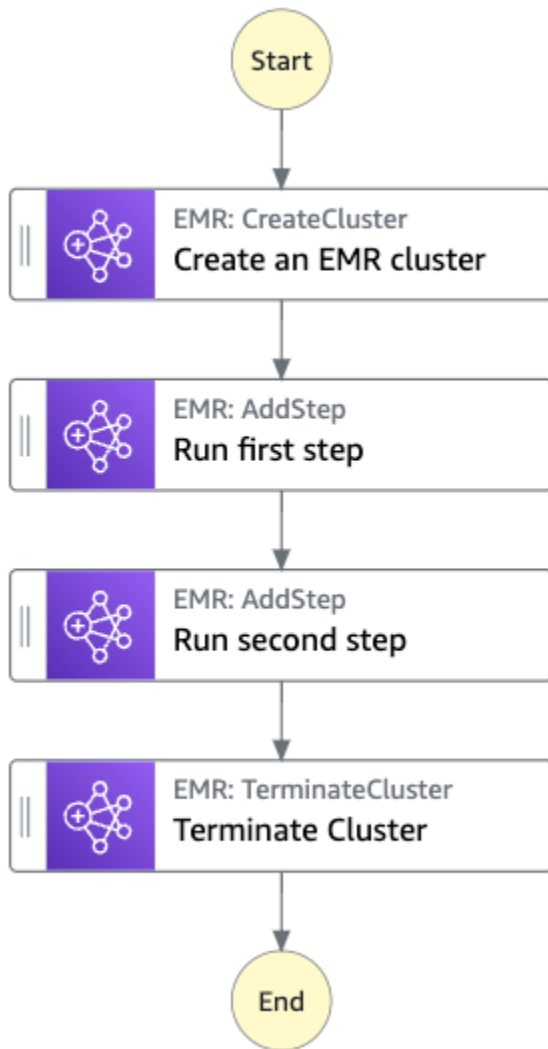 Start
EMR: CreateCluster
Create an EMR cluster
EMR: AddStep
Run first step
EMR: AddStep
Run second step
EMR: TerminateCluster
Terminate Cluster
End